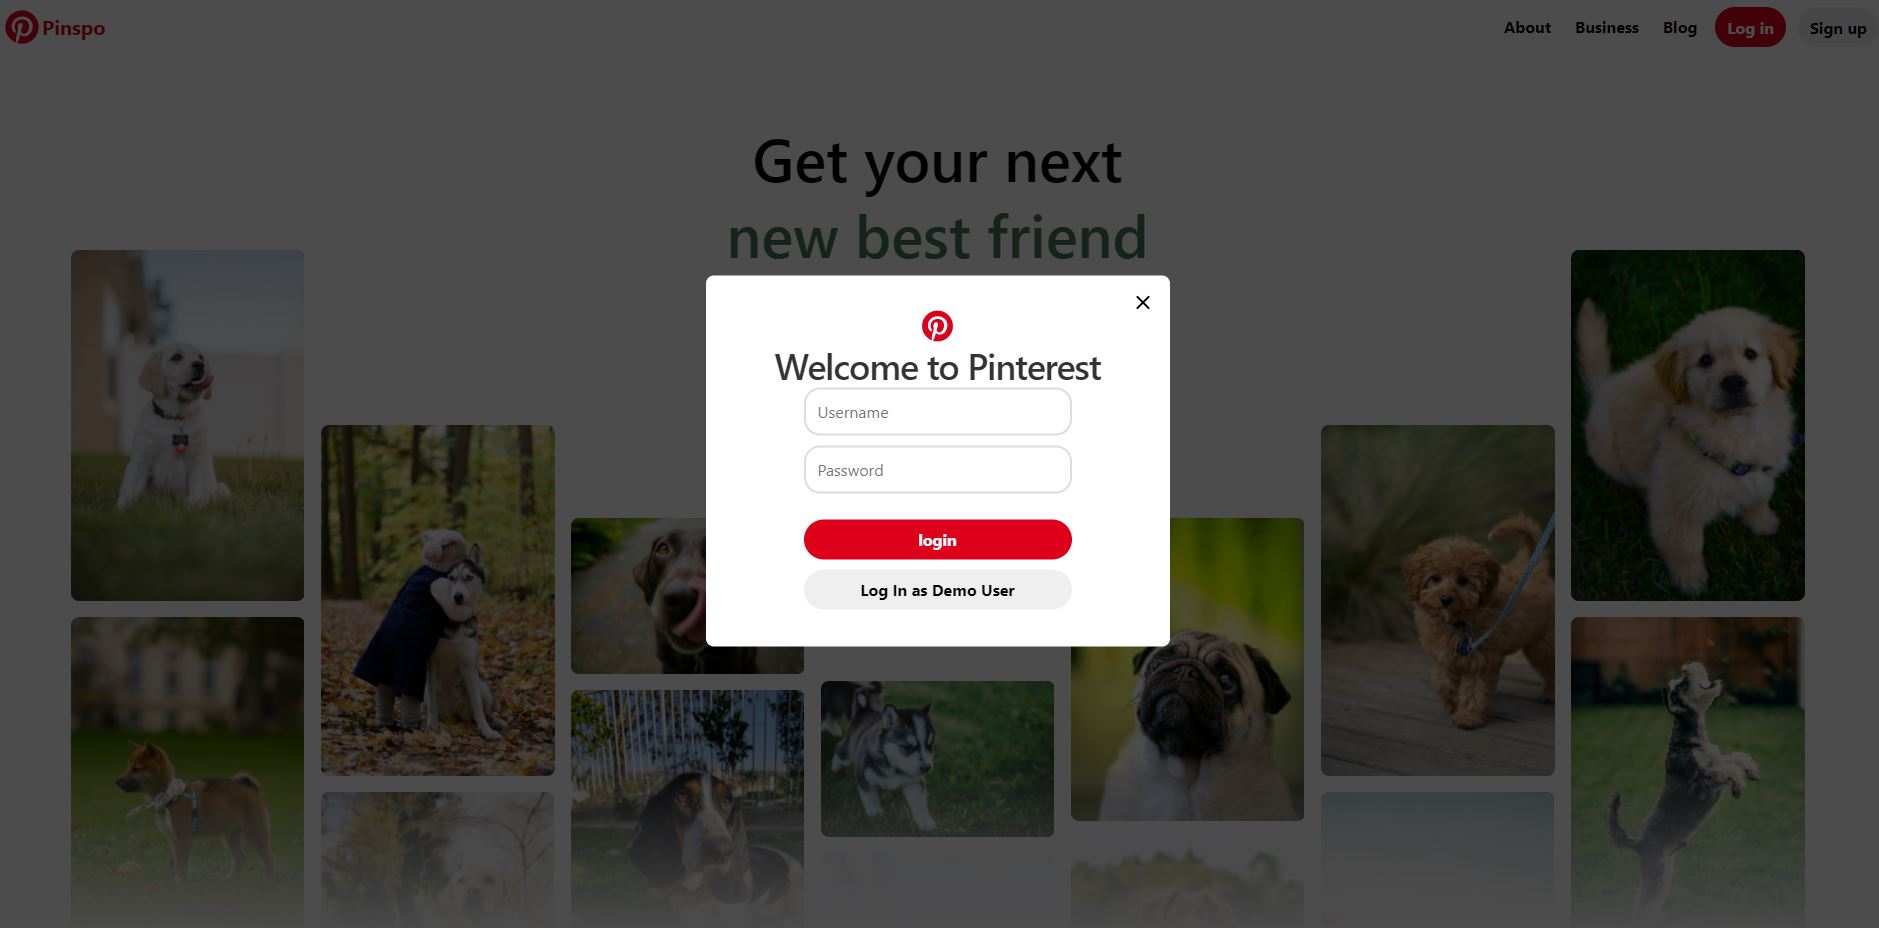 Pinspo
About Business Blog Log in Sign up
Get your next
new best friend
Welcome to Pinterest
Username
Password
login
Log In as Demo User